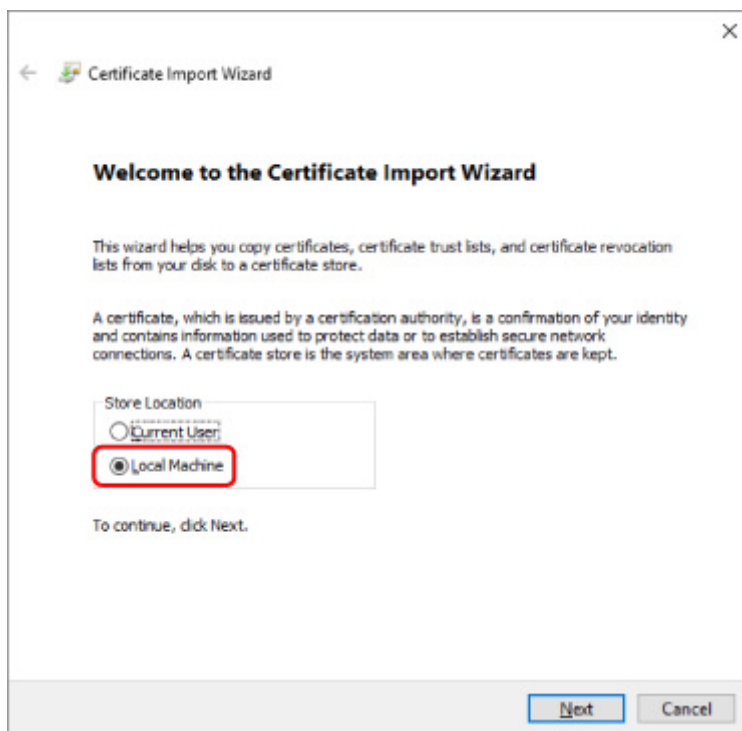 Certificate Import Wizard
Welcome to the Certificate Import Wizard
This wizard helps you copy certificates, certificate trust lists, and certificate revocation
lists from your disk to a certificate store.
A certificate, which is issued by a certification authority, is a confirmation of your identity
and contains information used to protect data or to establish secure network
connections. A certificate store is the system area where certificates are kept.
Store Location
Current User
Local Machine
To continue, click Next.
Next
Cancel